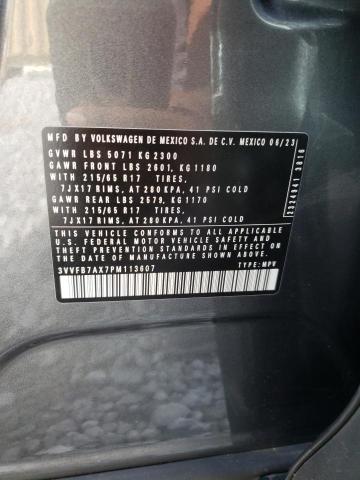 MFD BY VOLKSWAGEN DE MEXICO S.A. DE C.V. MEXICO 06/23
GVWR LBS 5071 KG 2300
GAWR FRONT LBS 2601, KG 1180
WITH 215/65 R17 TIRES,
7JX17 RIMS, AT 280 KPA, 41 PSI COLD
GAWR REAR LBS 2579, KG 1170
WITH 215/65 R17 TIRES,
7JX17 RIMS, AT 280 KPA, 41 PSI COLD
THIS VEHICLE CONFORMS TO ALL APPLICABLE
U.S. FEDERAL MOTOR VEHICLE SAFETY AND
THEFT PREVENTION STANDARDS IN EFFECT ON
THE DATE OF MANUFACTURE SHOWN ABOVE
3VVFB7AX7PM113607 TYPE: MPV
2324041 3816